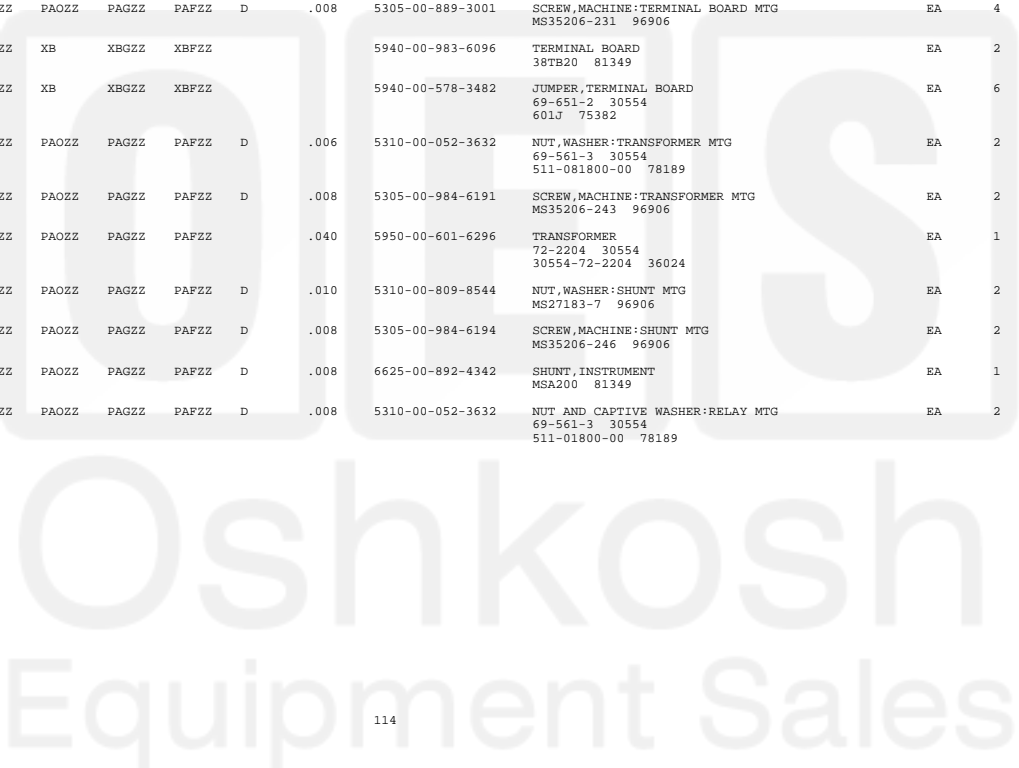 ZZ PAOZZ PAGZZ PAFZZ D .008 5305-00-889-3001 SCREW,MACHINE:TERMINAL BOARD MTG EA 4
MS35206-231 96906
ZZ XB XBGZZ XBFZZ 5940-00-983-6096 TERMINAL BOARD EA 2
38TB20 81349
ZZ XB XBGZZ XBFZZ 5940-00-578-3482 JUMPER,TERMINAL BOARD EA 6
69-651-2 30554
601J 75382
ZZ PAOZZ PAGZZ PAFZZ D .006 5310-00-052-3632 NUT,WASHER:TRANSFORMER MTG EA 2
69-561-3 30554
511-081800-00 78189
ZZ PAOZZ PAGZZ PAFZZ D .008 5305-00-984-6191 SCREW,MACHINE:TRANSFORMER MTG EA 2
MS35206-243 96906
ZZ PAOZZ PAGZZ PAFZZ .040 5950-00-601-6296 TRANSFORMER EA 1
72-2204 30554
30554-72-2204 36024
ZZ PAOZZ PAGZZ PAFZZ D .010 5310-00-809-8544 NUT,WASHER:SHUNT MTG EA 2
MS27183-7 96906
ZZ PAOZZ PAGZZ PAFZZ D .008 5305-00-984-6194 SCREW,MACHINE:SHUNT MTG EA 2
MS35206-246 96906
ZZ PAOZZ PAGZZ PAFZZ D .008 6625-00-892-4342 SHUNT,INSTRUMENT EA 1
MSA200 81349
ZZ PAOZZ PAGZZ PAFZZ D .008 5310-00-052-3632 NUT AND CAPTIVE WASHER:RELAY MTG EA 2
69-561-3 30554
511-01800-00 78189
OES
Oshkosh
Equipment Sales
114